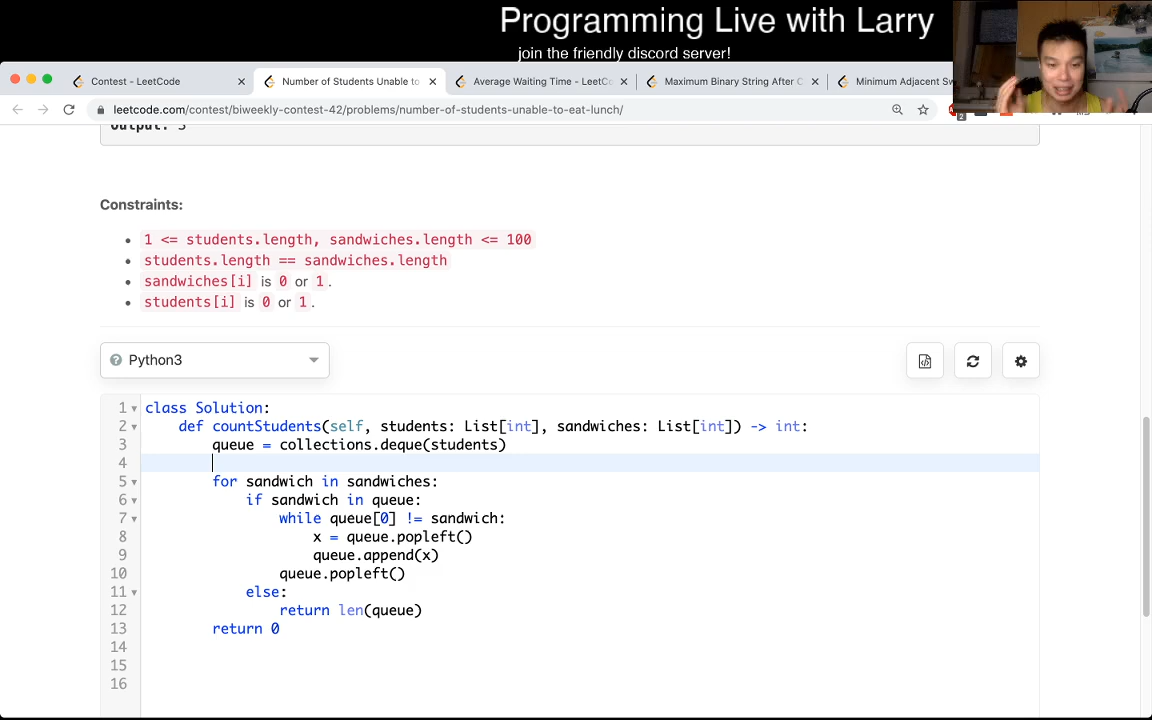 Programming Live with Larry
join the friendly discord server!
Contest - LeetCode
Number of Students Unable to
Average Waiting Time - LeetCo
Maximum Binary String After C
Minimum Adjacent Sw
leetcode.com/contest/biweekly-contest-42/problems/number-of-students-unable-to-eat-lunch/
2
Output: 3
Constraints:
1 <= students.length, sandwiches.length <= 100
students.length == sandwiches.length
sandwiches[i] is 0 or 1.
students[i] is 0 or 1.
Python3
1 class Solution:
2 def countStudents(self, students: List[int], sandwiches: List[int]) -> int:
3 queue = collections.deque(students)
4
5 for sandwich in sandwiches:
6 if sandwich in queue:
7 while queue[0] != sandwich:
8 x = queue.popleft()
9 queue.append(x)
10 queue.popleft()
11 else:
12 return len(queue)
13 return 0
14
15
16